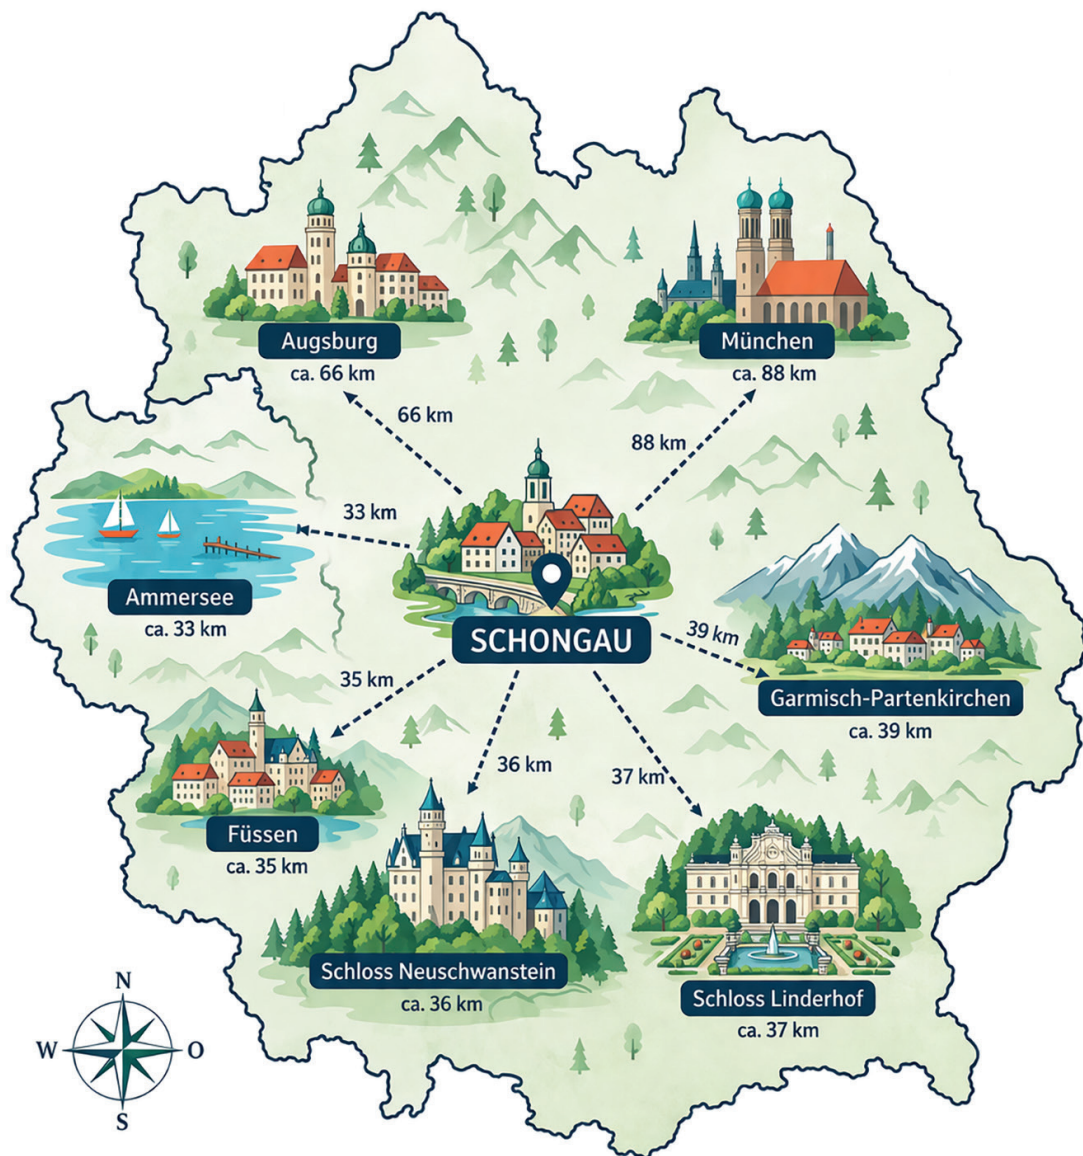 Augsburg
ca. 66 km
München
ca. 88 km
66 km
88 km
33 km
Ammersee
ca. 33 km
SCHONGAU
39 km
35 km
Garmisch-Partenkirchen
ca. 39 km
36 km
37 km
Füssen
ca. 35 km
Schloss Neuschwanstein
ca. 36 km
Schloss Linderhof
ca. 37 km
N
W
O
S